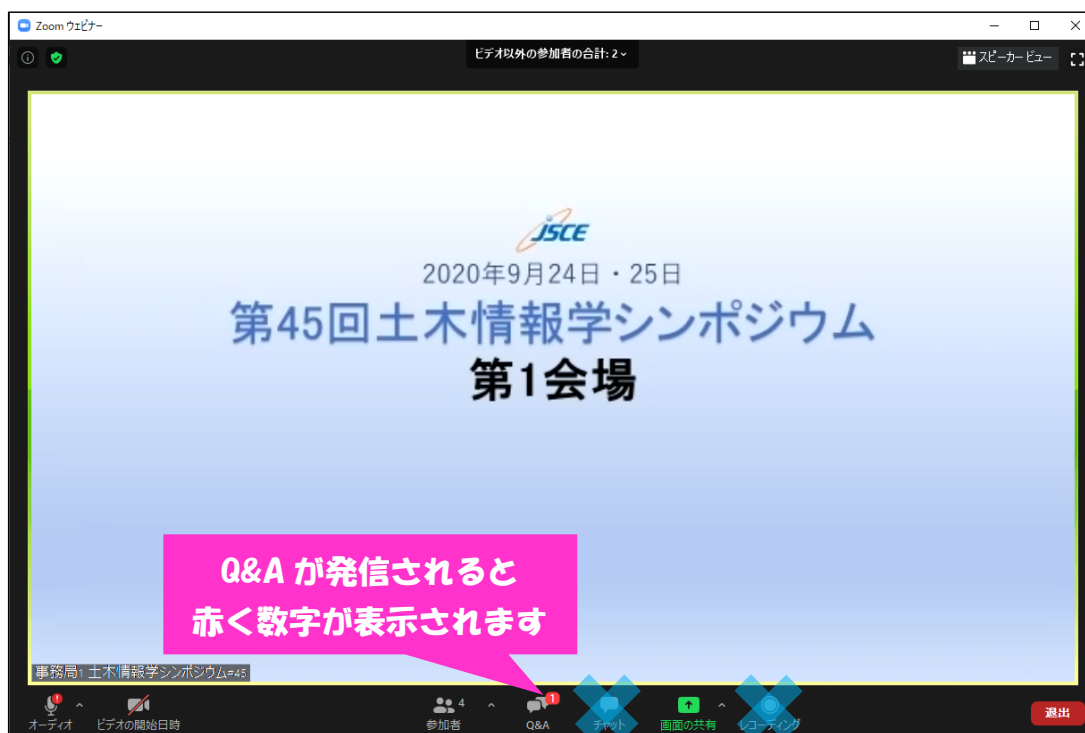 Zoom ウェビナー
ビデオ以外の参加者の合計: 2
スピーカー ビュー
JSCE
2020年9月24日・25日
第45回土木情報学シンポジウム
第1会場
Q&A が発信されると
赤く数字が表示されます
事務局1 土木情報学シンポジウム#45
4
1
オーディオ
ビデオの開始日時
参加者
Q&A
チャット
画面の共有
レコーディング
退出